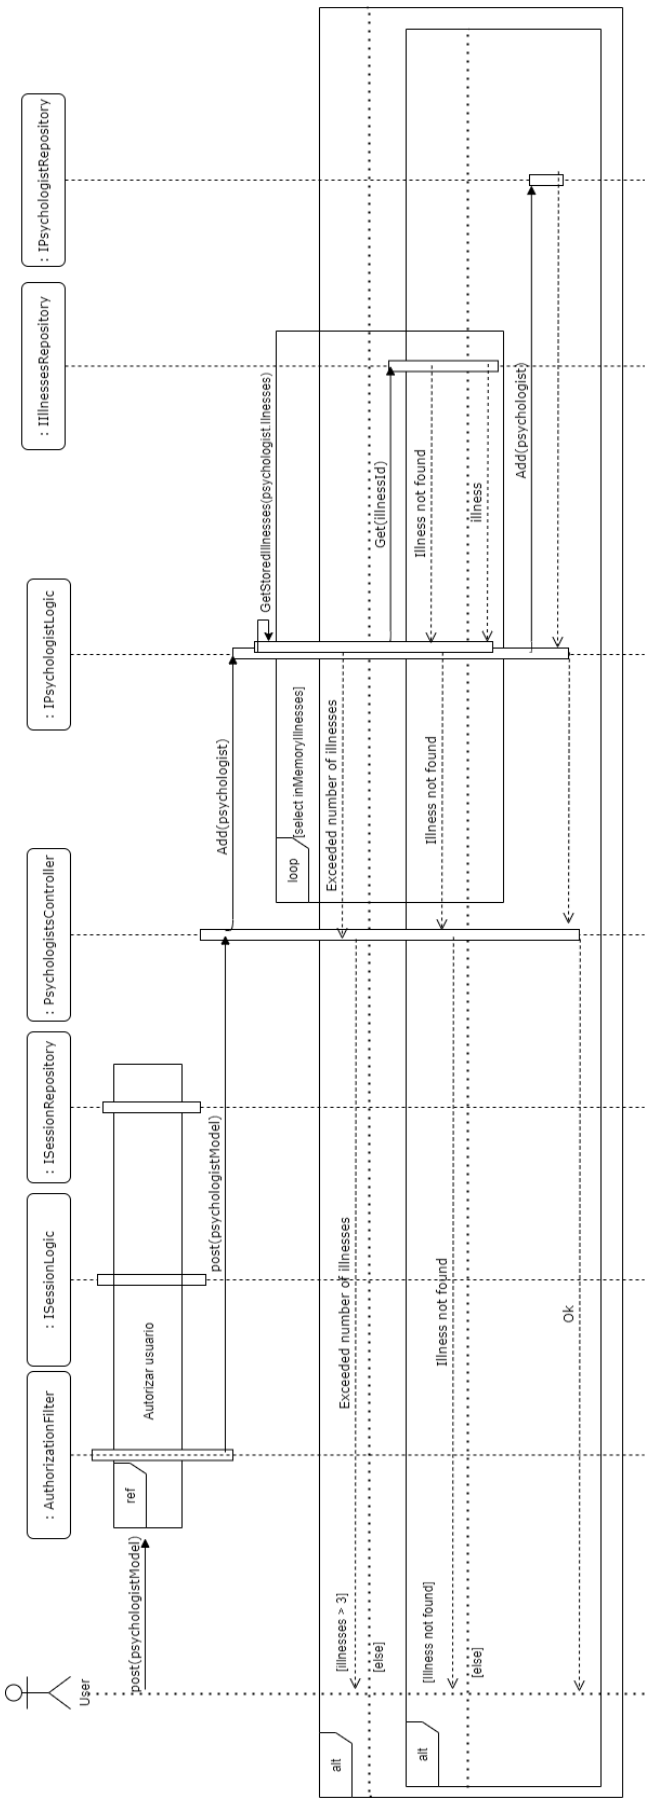 User
: AuthorizationFilter
: ISessionLogic
: ISessionRepository
: PsychologistsController
: IPsychologistLogic
: IIllnessesRepository
: IPsychologistRepository
post(psychologistModel)
ref
Autorizar usuario
post(psychologistModel)
Add(psychologist)
GetStoredIllnesses(psychologist.Ilnesses)
loop
[select inMemoryIllnesses]
alt
[illnesses > 3]
Exceeded number of illnesses
Exceeded number of illnesses
[else]
Get(illnessId)
alt
[Illness not found]
Illness not found
Illness not found
Illness not found
[else]
illness
Add(psychologist)
Ok